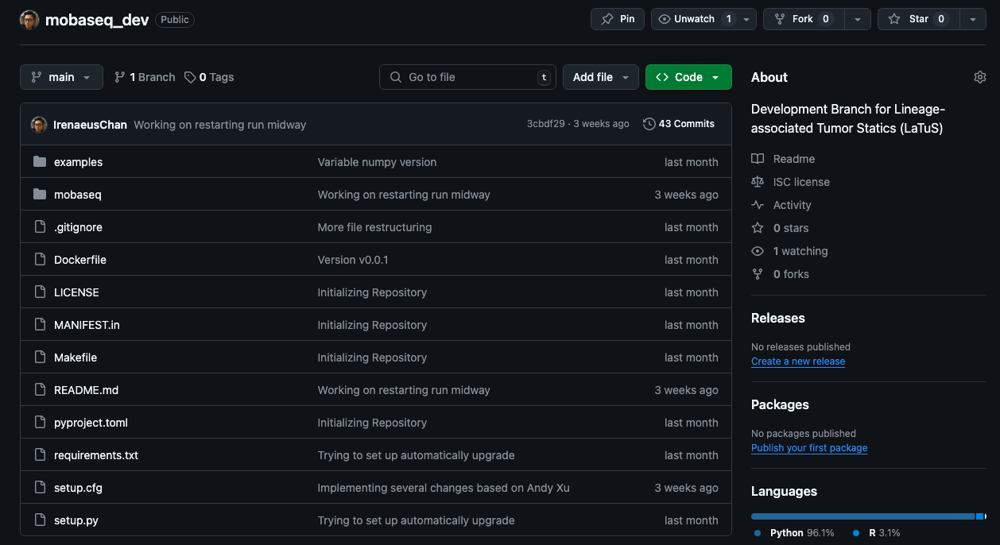 mobaseq_dev Public Pin Unwatch 1 Fork 0 Star 0
main 1 Branch 0 Tags Go to file t Add file Code
IrenaeusChan Working on restarting run midway 3cbdf29 · 3 weeks ago 43 Commits
examples Variable numpy version last month
mobaseq Working on restarting run midway 3 weeks ago
.gitignore More file restructuring last month
Dockerfile Version v0.0.1 last month
LICENSE Initializing Repository last month
MANIFEST.in Initializing Repository last month
Makefile Initializing Repository last month
README.md Working on restarting run midway 3 weeks ago
pyproject.toml Initializing Repository last month
requirements.txt Trying to set up automatically upgrade last month
setup.cfg Implementing several changes based on Andy Xu 3 weeks ago
setup.py Trying to set up automatically upgrade last month
About
Development Branch for Lineage-
associated Tumor Statics (LaTuS)
Readme
ISC license
Activity
0 stars
1 watching
0 forks
Releases
No releases published
Create a new release
Packages
No packages published
Publish your first package
Languages
Python 96.1% R 3.1%